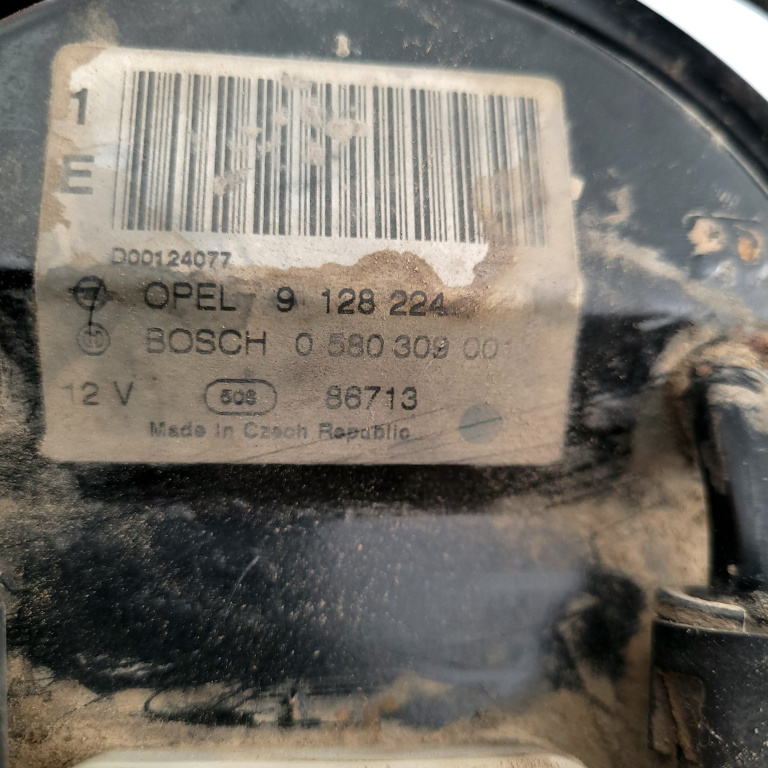 1
E
D00124077
OPEL 9 128 224
BOSCH 0 580 309 00
12 V 508 86713
Made in Czech Republic